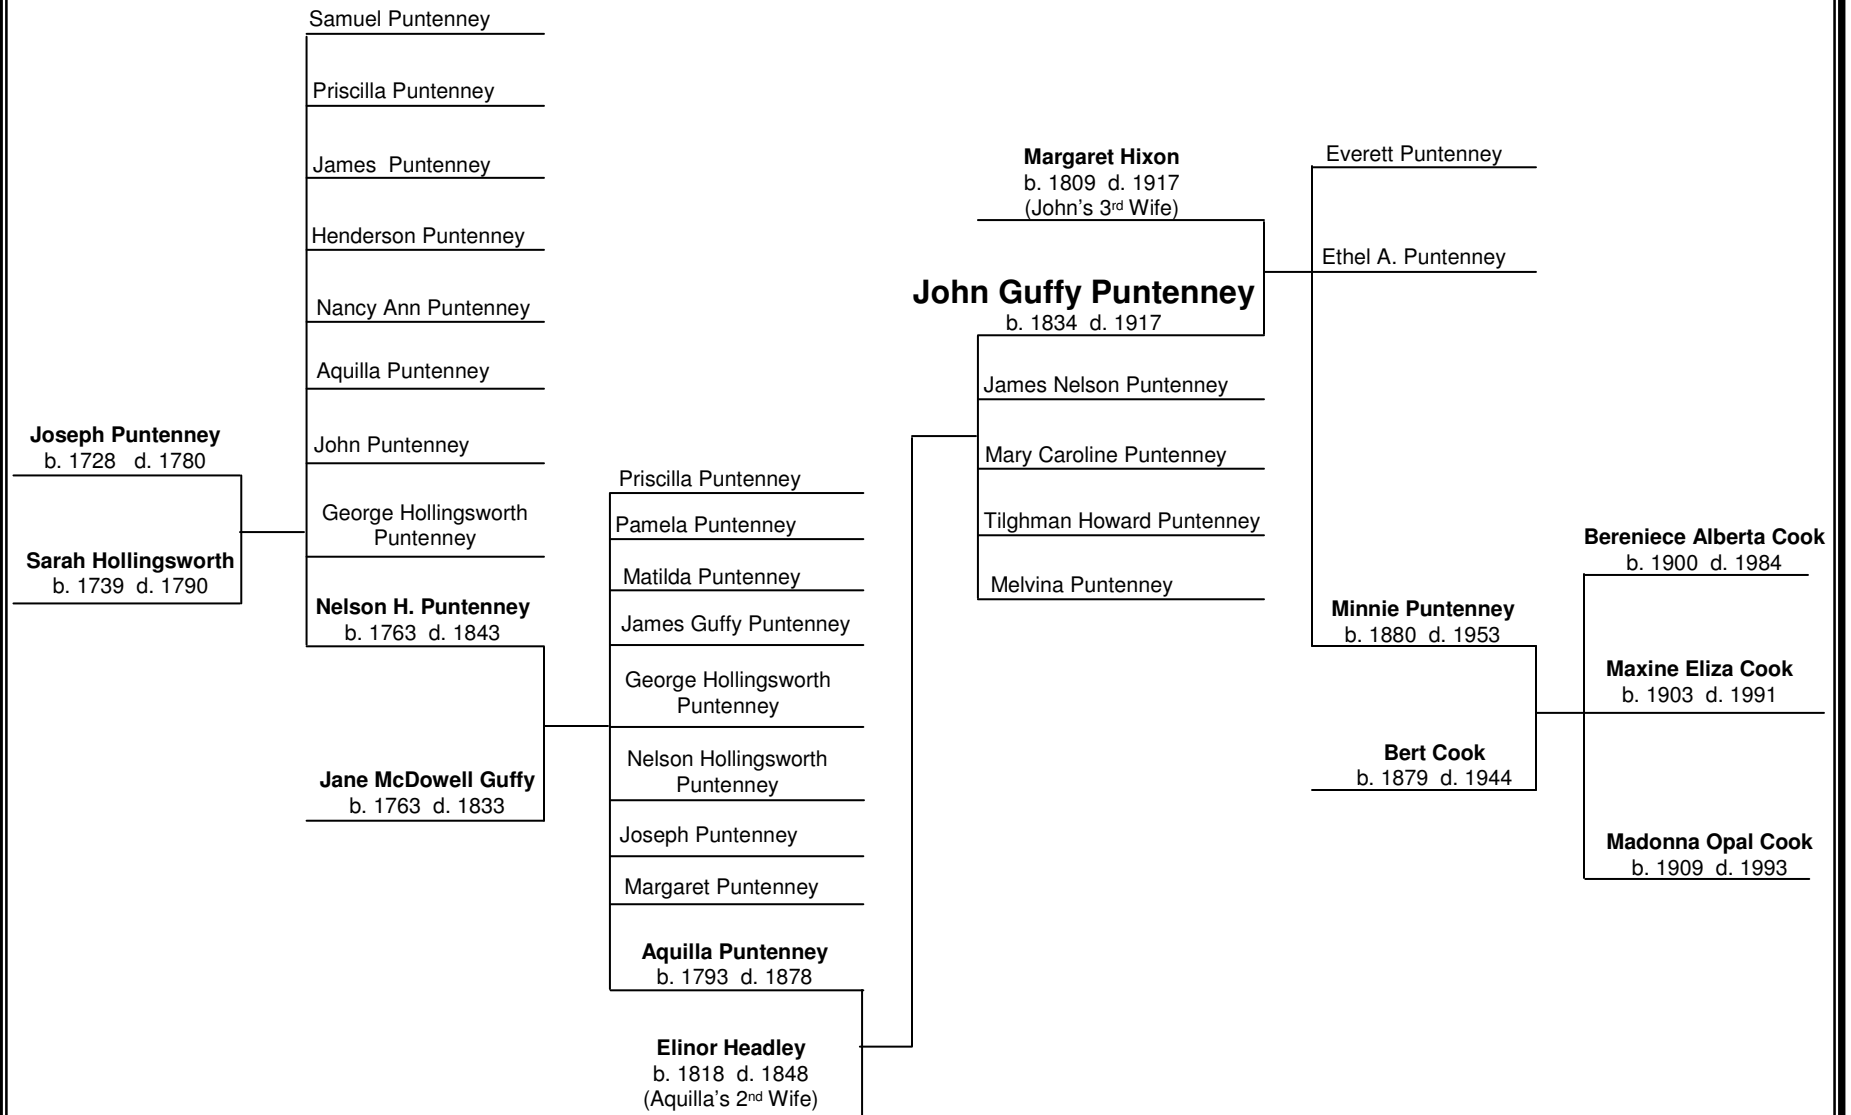 Samuel Puntenney
Priscilla Puntenney
James  Puntenney
Henderson Puntenney
Nancy Ann Puntenney
Aquilla Puntenney
John Puntenney
George Hollingsworth
Puntenney
Joseph Puntenney
b. 1728   d. 1780
Sarah Hollingsworth
b. 1739  d. 1790
Nelson H. Puntenney
b. 1763  d. 1843
Jane McDowell Guffy
b. 1763  d. 1833
Priscilla Puntenney
Pamela Puntenney
Matilda Puntenney
James Guffy Puntenney
George Hollingsworth
Puntenney
Nelson Hollingsworth
Puntenney
Joseph Puntenney
Margaret Puntenney
Aquilla Puntenney
b. 1793  d. 1878
Elinor Headley
b. 1818  d. 1848
(Aquilla's 2nd Wife)
Margaret Hixon
b. 1809  d. 1917
(John's 3rd Wife)
John Guffy Puntenney
b. 1834  d. 1917
James Nelson Puntenney
Mary Caroline Puntenney
Tilghman Howard Puntenney
Melvina Puntenney
Everett Puntenney
Ethel A. Puntenney
Minnie Puntenney
b. 1880  d. 1953
Bert Cook
b. 1879  d. 1944
Bereniece Alberta Cook
b. 1900  d. 1984
Maxine Eliza Cook
b. 1903  d. 1991
Madonna Opal Cook
b. 1909  d. 1993